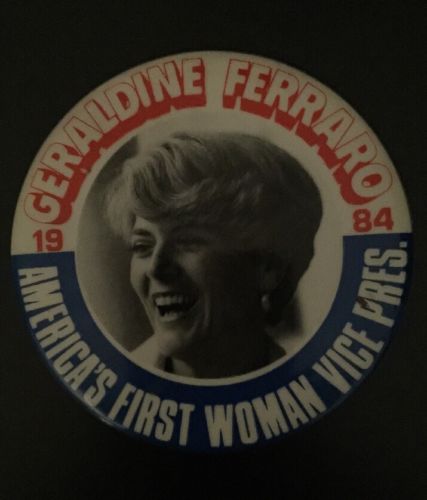 GERALDINE FERRARO
19 84
AMERICA'S FIRST WOMAN VICE PRES.